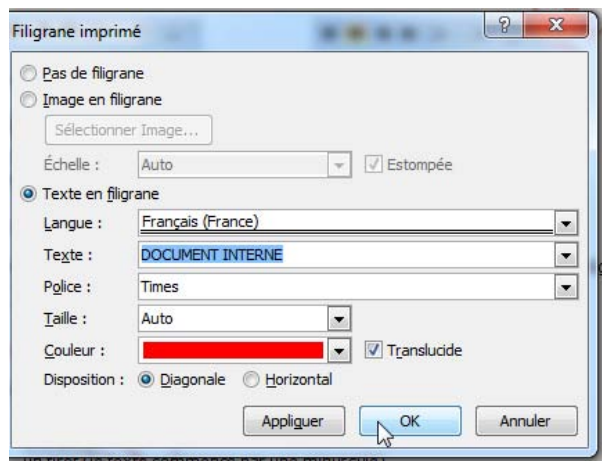 Filigrane imprimé
Pas de filigrane
Image en filigrane
Sélectionner Image...
Échelle : Auto Estompée
Texte en filigrane
Langue : Français (France)
Texte : DOCUMENT INTERNE
Police : Times
Taille : Auto
Couleur : Translucide
Disposition : Diagonale Horizontal
Appliquer OK Annuler